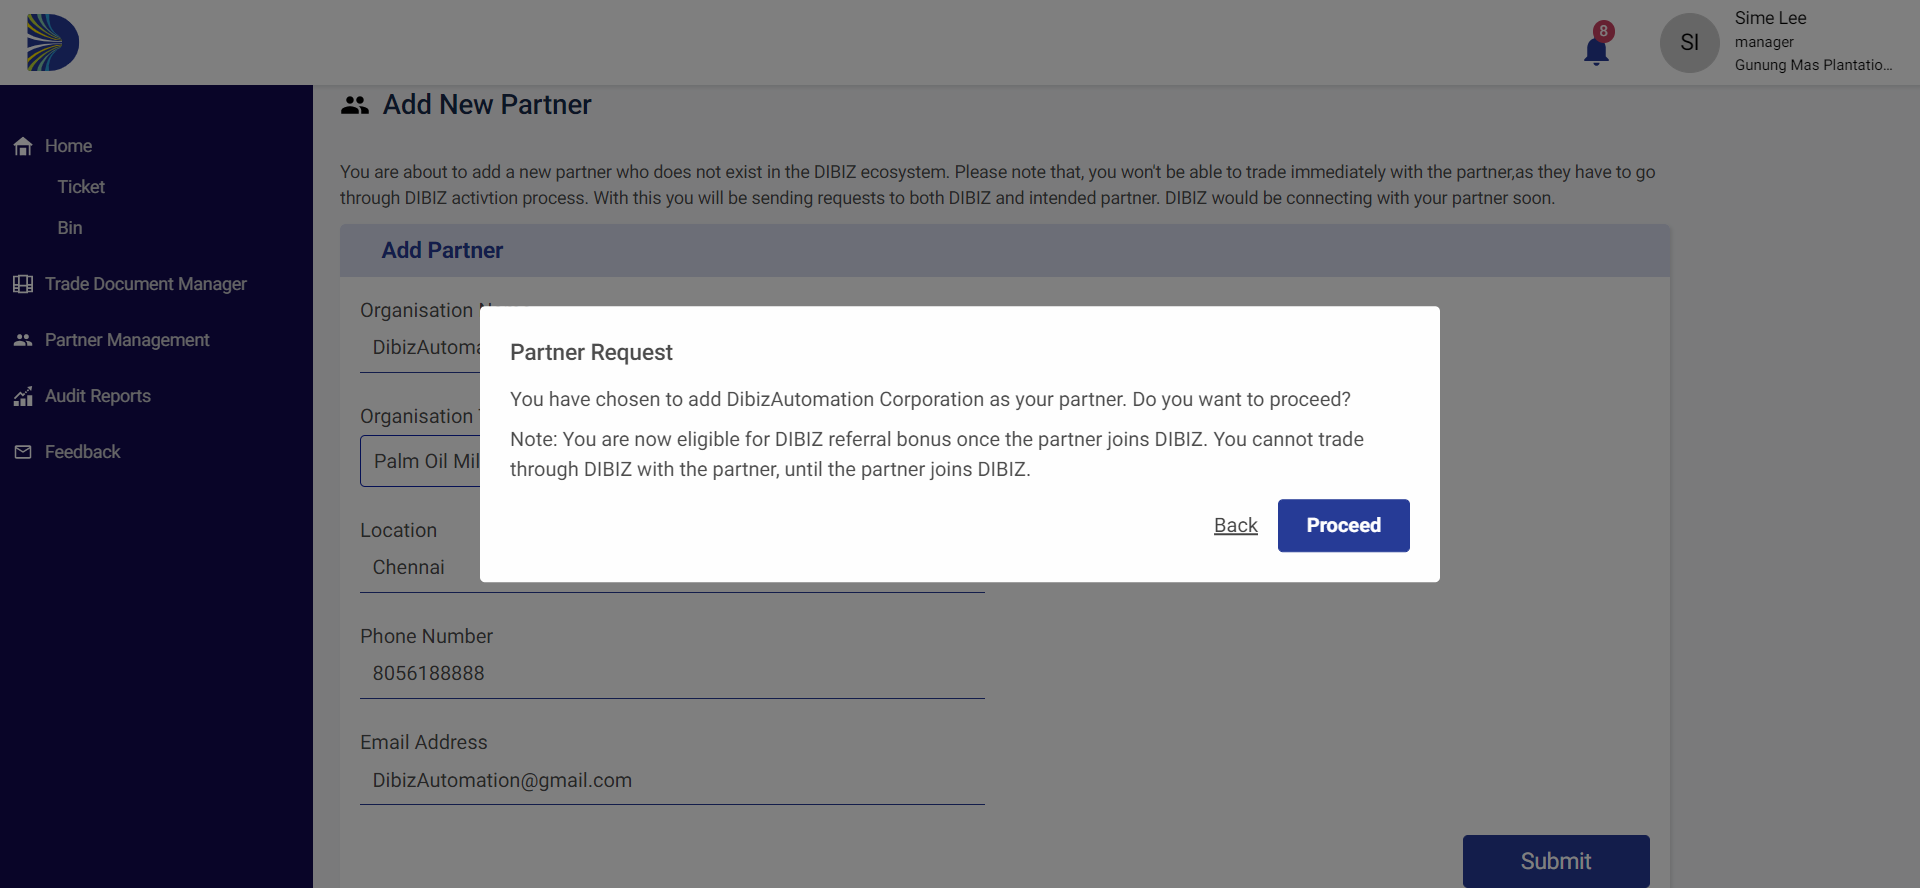 8
SI
Sime Lee
manager
Gunung Mas Plantatio...
Home
Ticket
Bin
Trade Document Manager
Partner Management
Audit Reports
Feedback
Add New Partner
You are about to add a new partner who does not exist in the DIBIZ ecosystem. Please note that, you won't be able to trade immediately with the partner,as they have to go
through DIBIZ activtion process. With this you will be sending requests to both DIBIZ and intended partner. DIBIZ would be connecting with your partner soon.
Add Partner
Organisation
DibizAutoma
Organisation
Palm Oil Mil
Location
Chennai
Phone Number
8056188888
Email Address
DibizAutomation@gmail.com
Submit
Partner Request
You have chosen to add DibizAutomation Corporation as your partner. Do you want to proceed?
Note: You are now eligible for DIBIZ referral bonus once the partner joins DIBIZ. You cannot trade
through DIBIZ with the partner, until the partner joins DIBIZ.
Back
Proceed